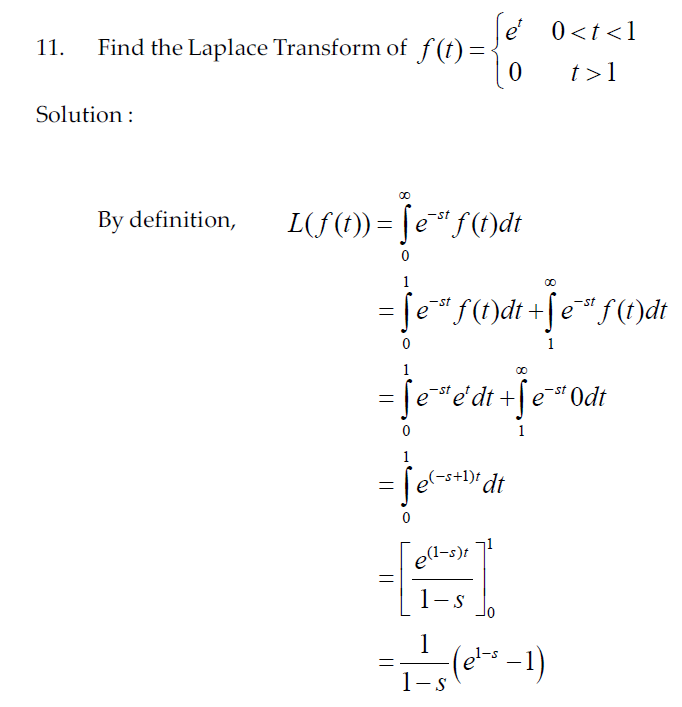 11. Find the Laplace Transform of $f(t) = \begin{cases} e^t & 0 < t < 1 \\ 0 & t > 1 \end{cases}$
Solution :
By definition, $L(f(t)) = \int_0^\infty e^{-st} f(t)dt$
$= \int_0^1 e^{-st} f(t)dt + \int_1^\infty e^{-st} f(t)dt$
$= \int_0^1 e^{-st} e^t dt + \int_1^\infty e^{-st} 0dt$
$= \int_0^1 e^{(-s+1)t} dt$
$= \left[ \frac{e^{(1-s)t}}{1-s} \right]_0^1$
$= \frac{1}{1-s} \left( e^{1-s} - 1 \right)$